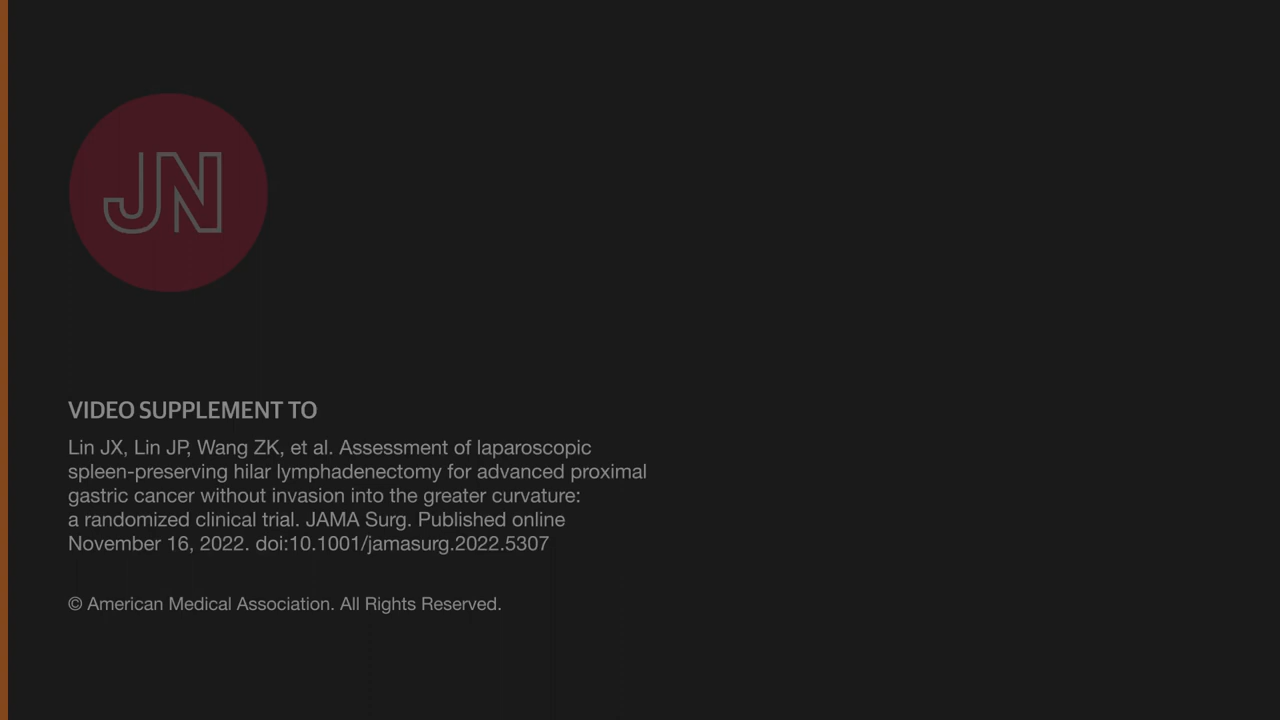 JN
VIDEO SUPPLEMENT TO
Lin JX, Lin JP, Wang ZK, et al. Assessment of laparoscopic
spleen-preserving hilar lymphadenectomy for advanced proximal
gastric cancer without invasion into the greater curvature:
a randomized clinical trial. JAMA Surg. Published online
November 16, 2022. doi:10.1001/jamasurg.2022.5307
© American Medical Association. All Rights Reserved.